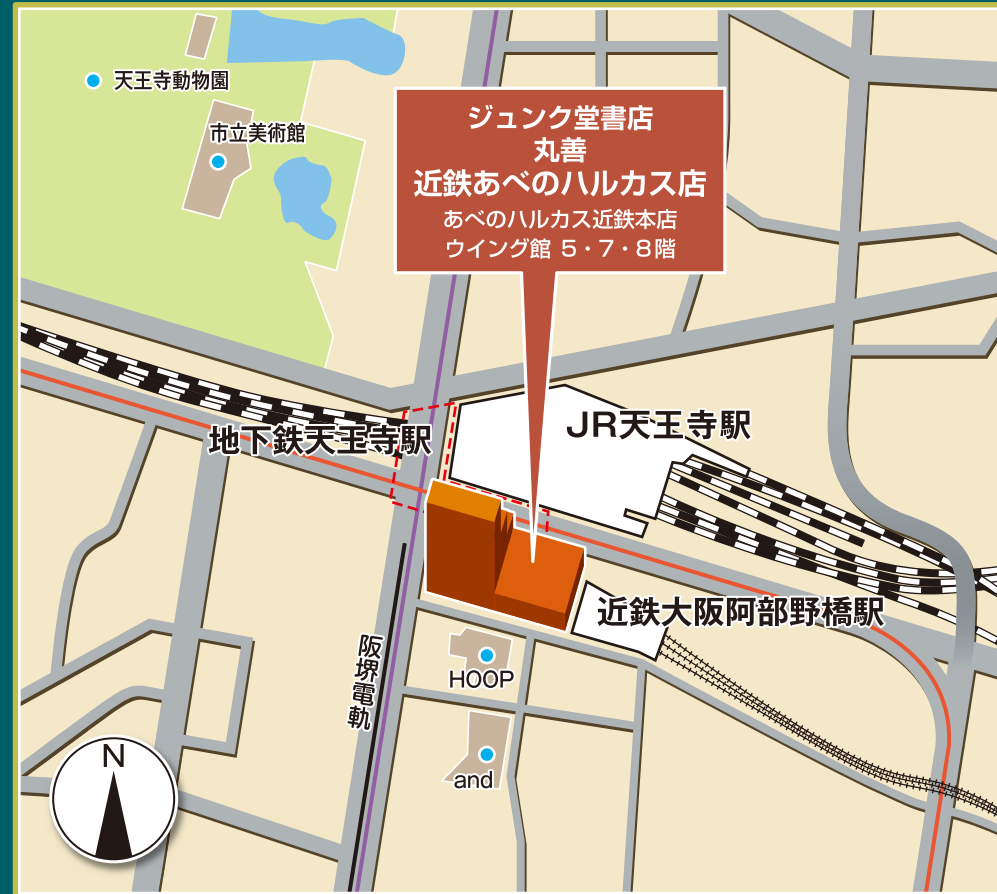 天王寺動物園
市立美術館
ジュンク堂書店
丸善
近鉄あべのハルカス店
あべのハルカス近鉄本店
ウイング館 5・7・8階
JR天王寺駅
地下鉄天王寺駅
近鉄大阪阿部野橋駅
阪堺電軌
HOOP
and
N